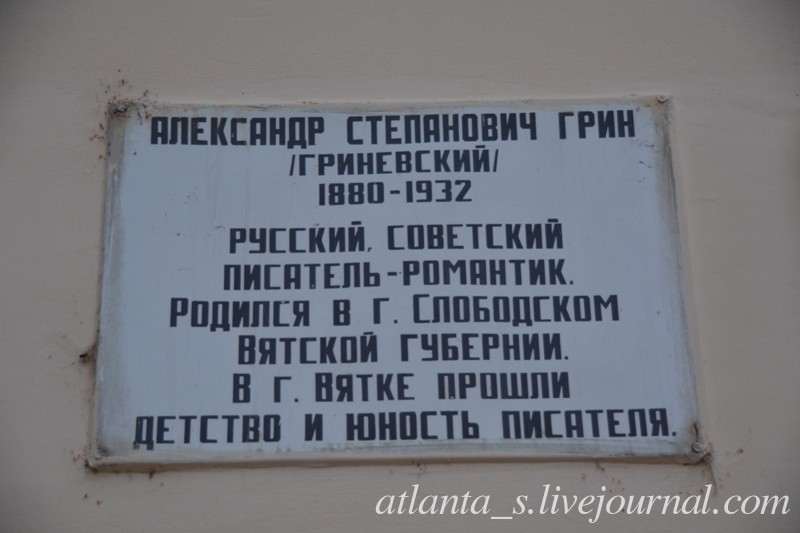 АЛЕКСАНДР СТЕПАНОВИЧ ГРИН
/ГРИНЕВСКИЙ/
1880-1932
РУССКИЙ, СОВЕТСКИЙ
ПИСАТЕЛЬ-РОМАНТИК.
РОДИЛСЯ В Г. СЛОБОДСКОМ
ВЯТСКОЙ ГУБЕРНИИ.
В Г. ВЯТКЕ ПРОШЛИ
ДЕТСТВО И ЮНОСТЬ ПИСАТЕЛЯ.
atlanta_s.livejournal.com